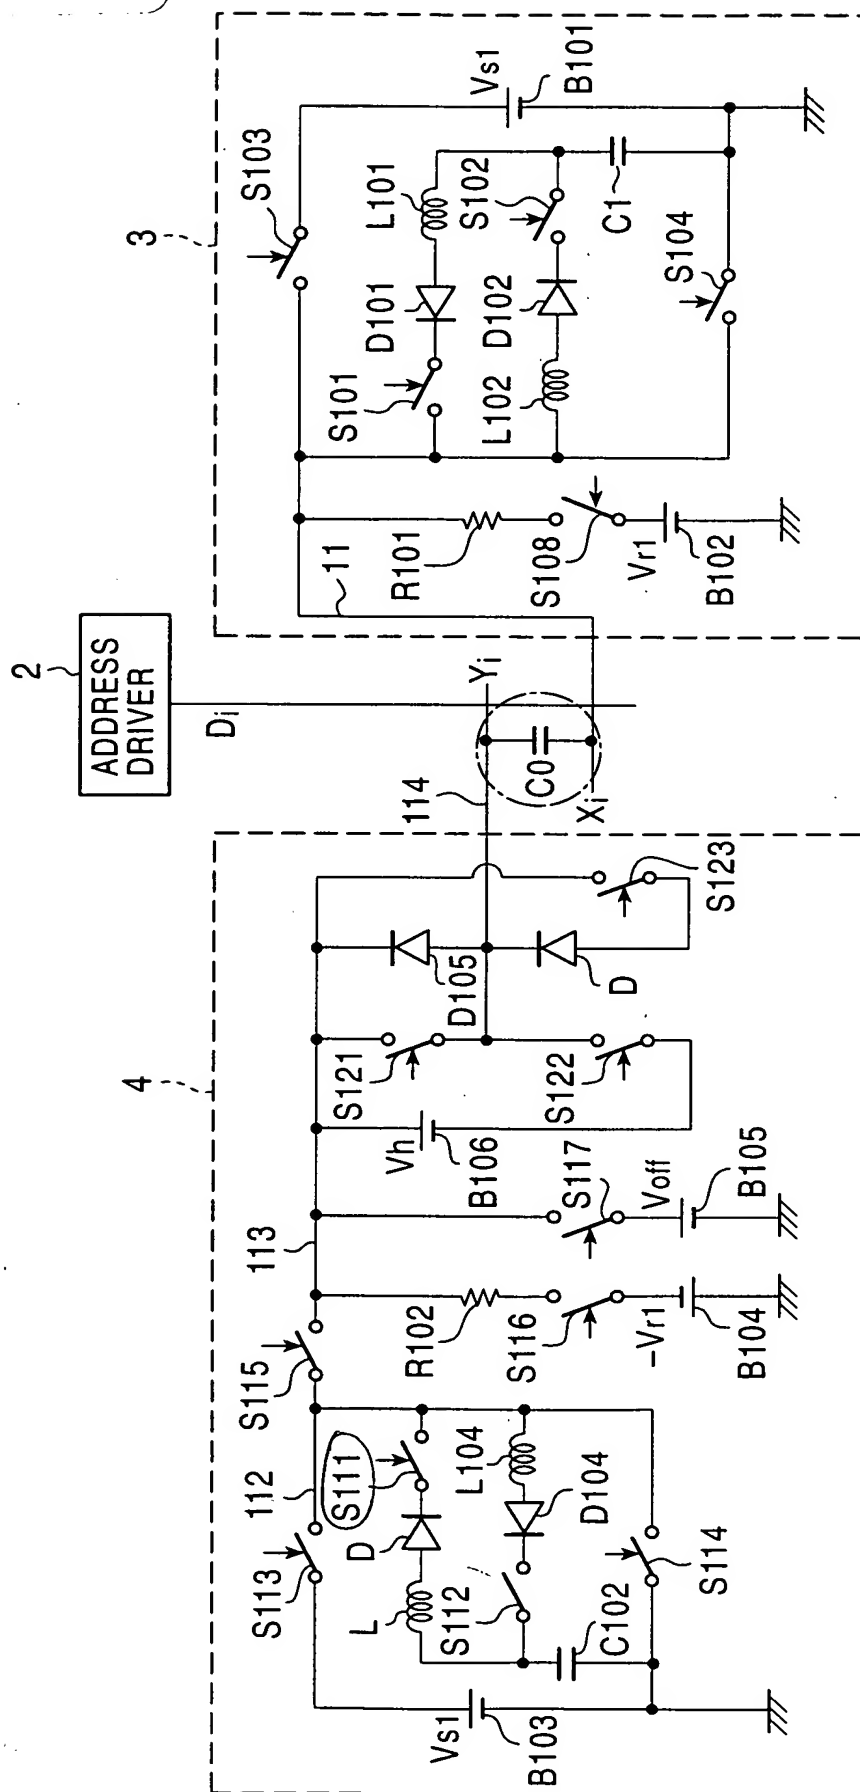 2
ADDRESS
DRIVER
Di
4
S113
112
S111
D
L
S112
L104
D104
C102
S114
Vs1
B103
S115
113
R102
S116
-Vr1
B104
S117
Voff
B105
Vh
B106
S121
S122
D105
D
S123
114
Yi
C0
Xi
3
11
R101
S108
Vr1
B102
S103
S101
D101
L101
L102
D102
S102
C1
S104
Vs1
B101